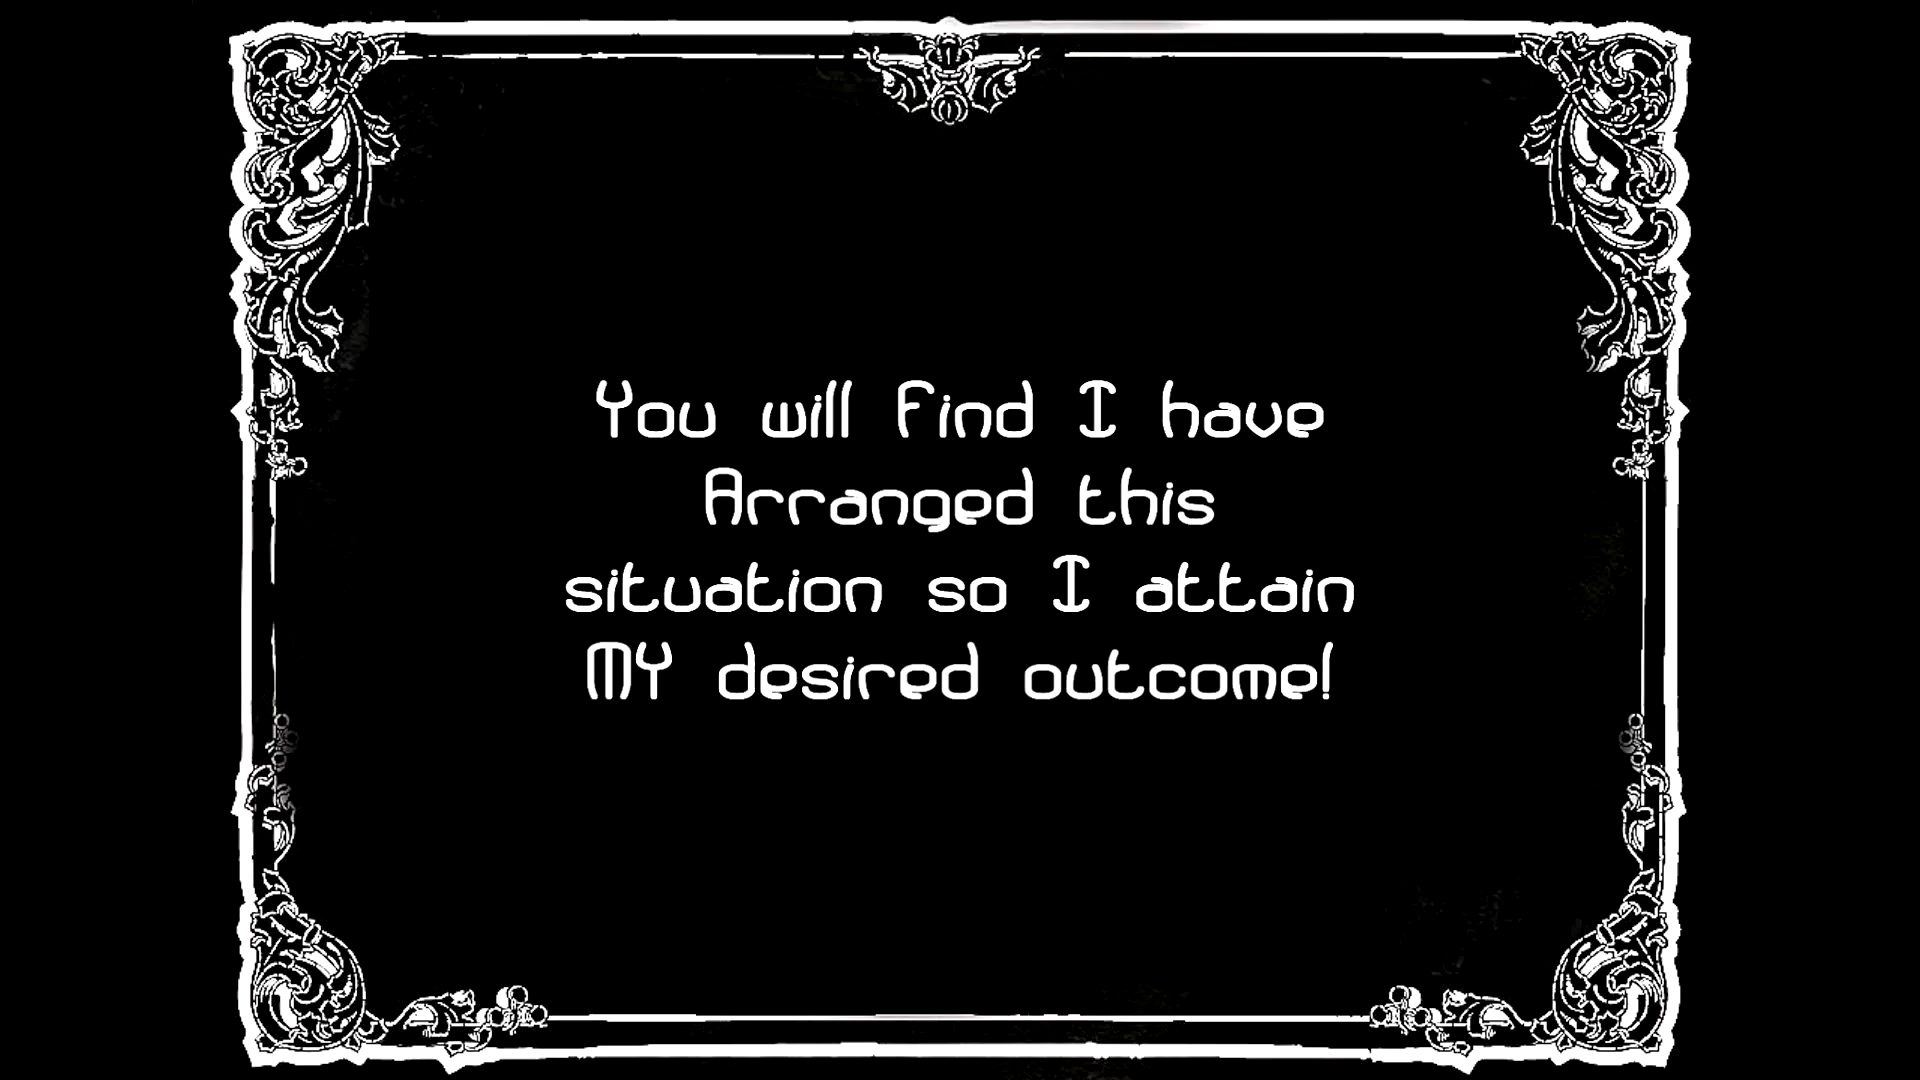 You will find I have
Arranged this
situation so I attain
MY desired outcome!